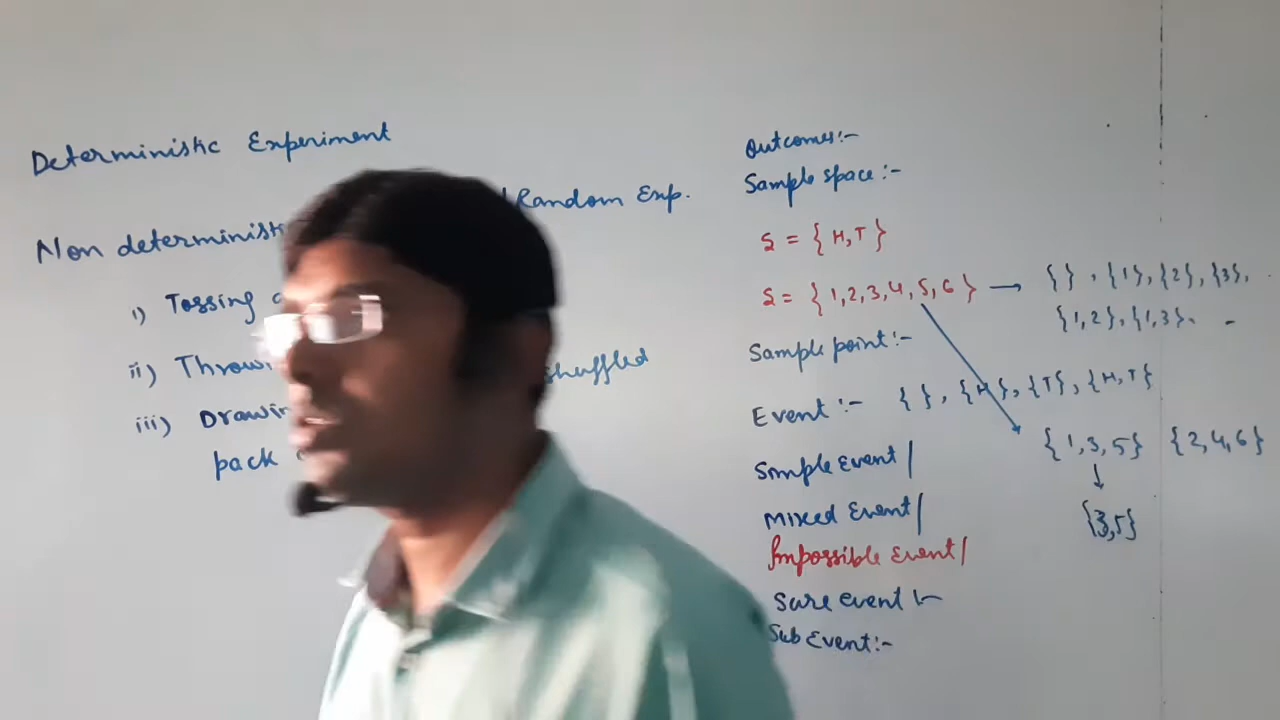 Deterministic Experiment
Non deterministic Random Exp.
i) Tossing
ii) Throwi
iii) Drawin shuffled
pack
Outcomes:-
Sample space:-
S = {H,T}
S = {1,2,3,4,5,6} → { }, {1},{2},{3},
{1,2},{1,3}. -
Sample point:-
Event:- { }, {H},{T},{H,T}
{1,3,5} {2,4,6}
↓
{3,5}
Simple Event/
Mixed Event/
Impossible Event/
Sure event:-
Sub Event:-